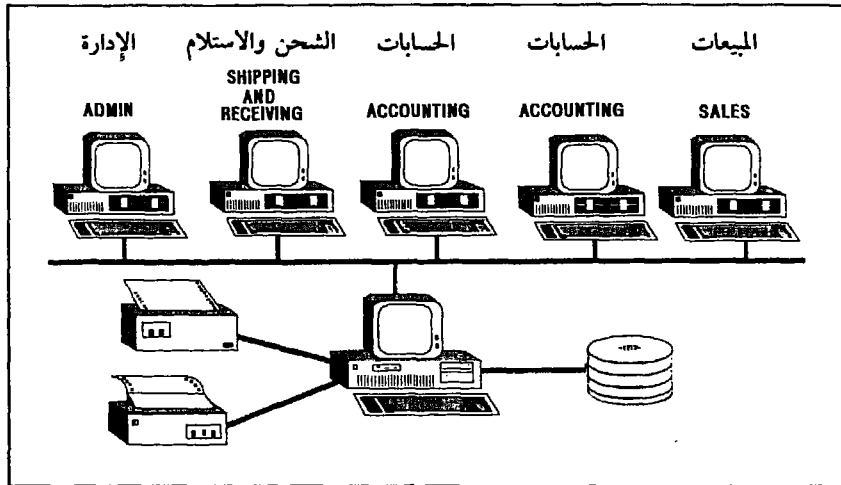 الإدارة
الشحن والاستلام
الحسابات
الحسابات
المبيعات
ADMIN
SHIPPING
AND
RECEIVING
ACCOUNTING
ACCOUNTING
SALES